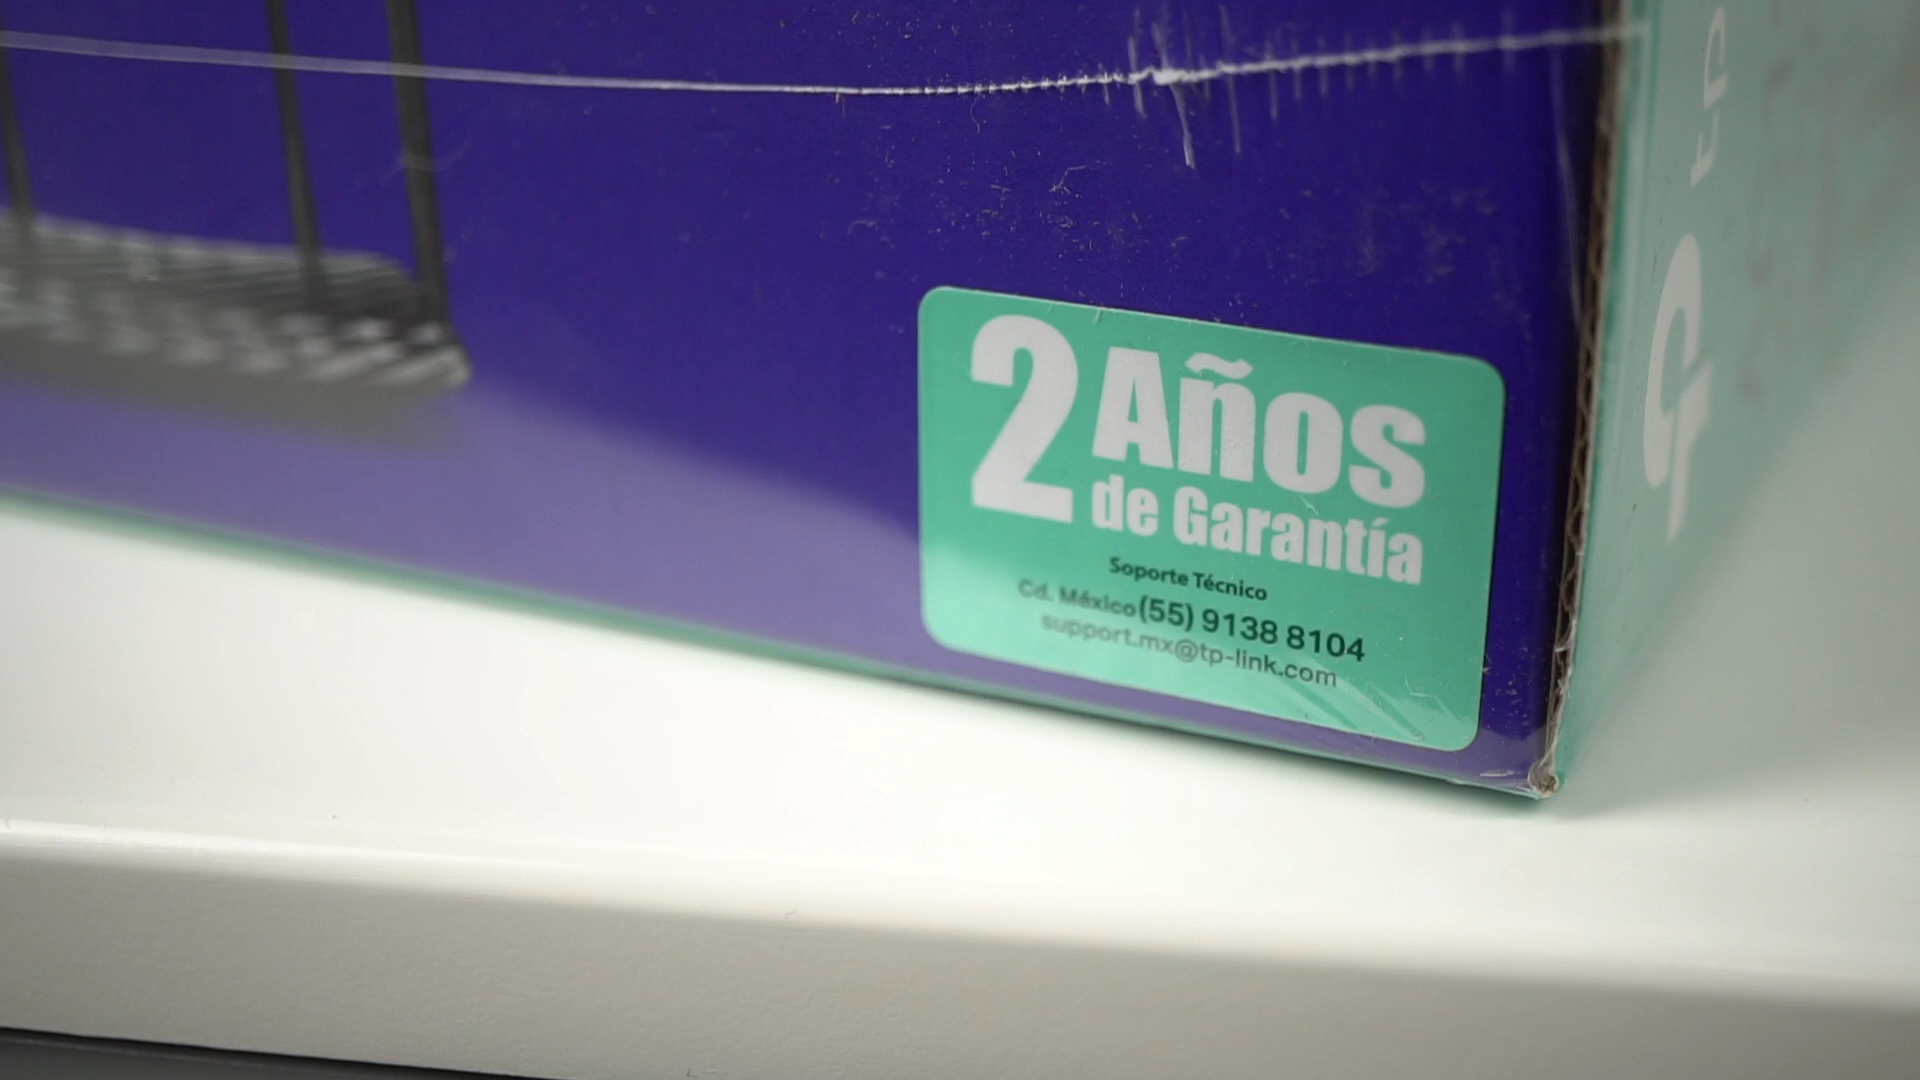 2 Años
de Garantía
Soporte Técnico
Cd. México (55) 9138 8104
support.mx@tp-link.com